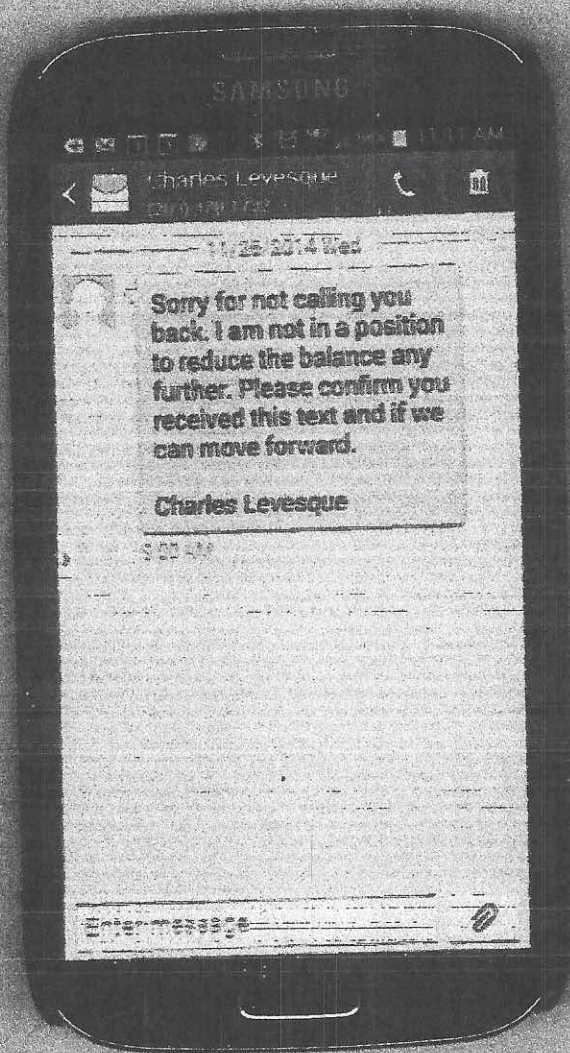 SAMSUNG
AM
Charles Levesque
11/26/2014 Wed
Sorry for not calling you
back. I am not in a position
to reduce the balance any
further. Please confirm you
received this text and if we
can move forward.
Charles Levesque
AM
Enter message